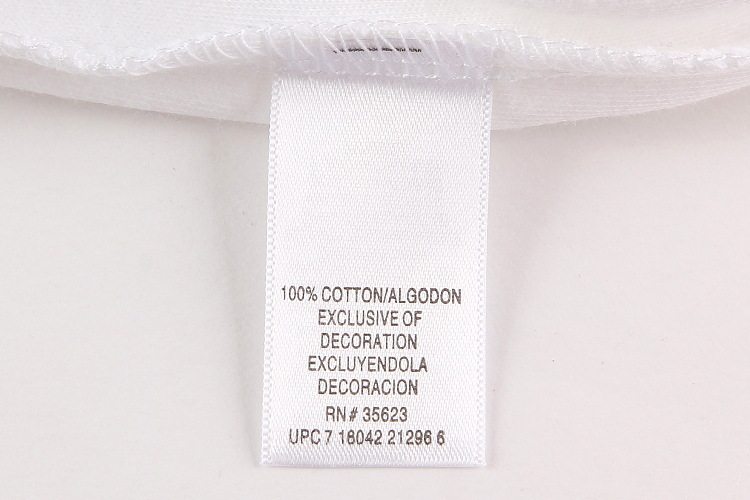 100% COTTON/ALGODON
EXCLUSIVE OF
DECORATION
EXCLUYENDOLA
DECORACION
RN # 35623
UPC 7 16042 21296 6